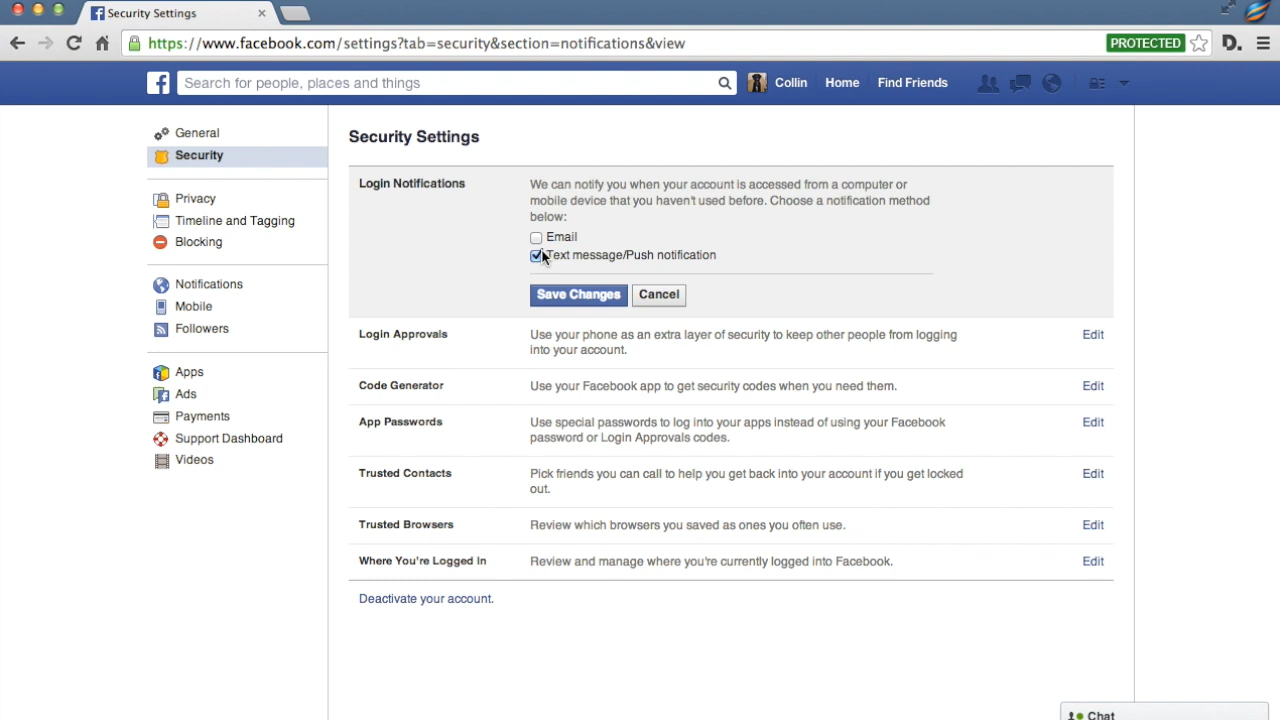 Security Settings
https://www.facebook.com/settings?tab=security&section=notifications&view
PROTECTED
D.
Search for people, places and things
Collin
Home
Find Friends
General
Security
Privacy
Timeline and Tagging
Blocking
Notifications
Mobile
Followers
Apps
Ads
Payments
Support Dashboard
Videos
Security Settings
Login Notifications
We can notify you when your account is accessed from a computer or
mobile device that you haven't used before. Choose a notification method
below:
Email
Text message/Push notification
Save Changes
Cancel
Login Approvals
Use your phone as an extra layer of security to keep other people from logging
into your account.
Edit
Code Generator
Use your Facebook app to get security codes when you need them.
Edit
App Passwords
Use special passwords to log into your apps instead of using your Facebook
password or Login Approvals codes.
Edit
Trusted Contacts
Pick friends you can call to help you get back into your account if you get locked
out.
Edit
Trusted Browsers
Review which browsers you saved as ones you often use.
Edit
Where You're Logged In
Review and manage where you're currently logged into Facebook.
Edit
Deactivate your account.
Chat